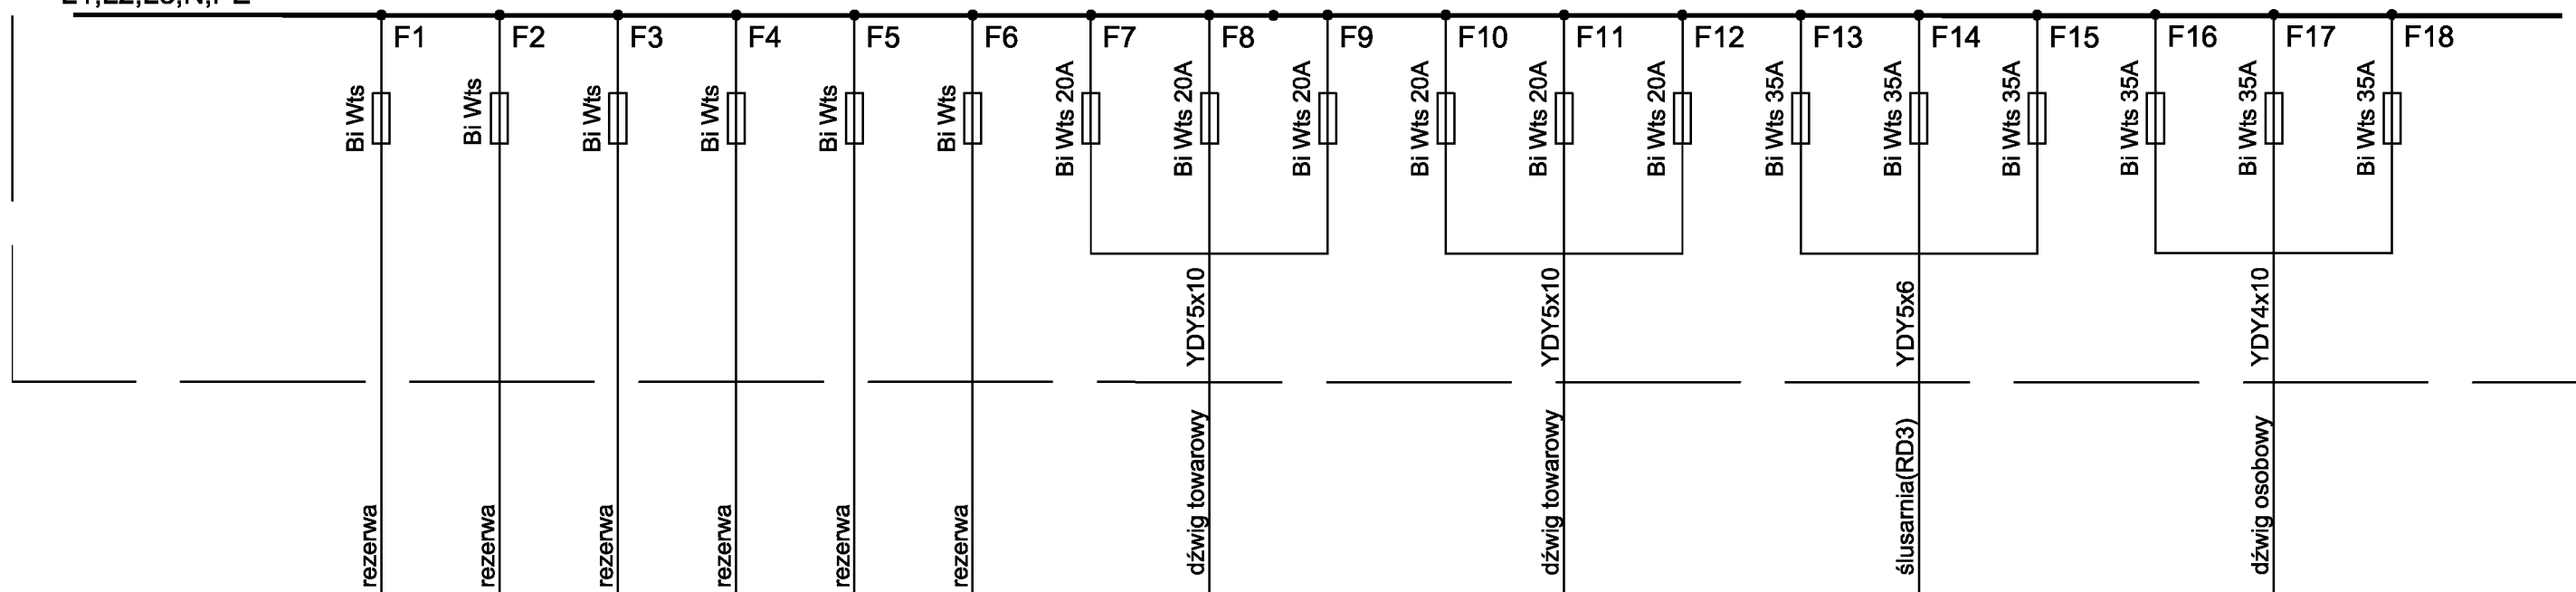 F1
F2
F3
F4
F5
F6
F7
F8
F9
F10
F11
F12
F13
F14
F15
F16
F17
F18
Bi Wts
Bi Wts
Bi Wts
Bi Wts
Bi Wts
Bi Wts
Bi Wts 20A
Bi Wts 20A
Bi Wts 20A
Bi Wts 20A
Bi Wts 20A
Bi Wts 20A
Bi Wts 35A
Bi Wts 35A
Bi Wts 35A
Bi Wts 35A
Bi Wts 35A
Bi Wts 35A
YDY5x10
YDY5x10
YDY5x6
YDY4x10
rezerwa
rezerwa
rezerwa
rezerwa
rezerwa
rezerwa
dźwig towarowy
dźwig towarowy
ślusarnia(RD3)
dźwig osobowy